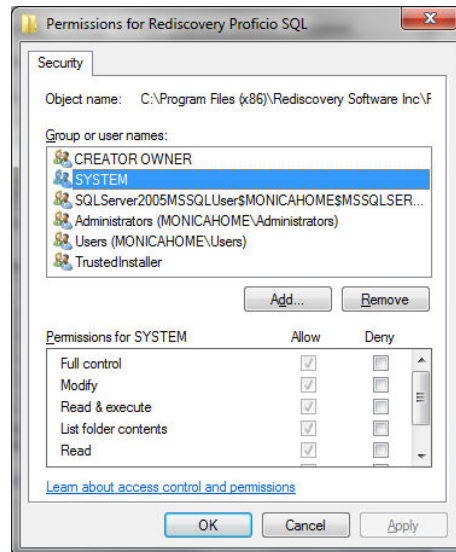 Permissions for Rediscovery Proficio SQL
Security
Object name: C:\Program Files (x86)\Rediscovery Software Inc\F
Group or user names:
CREATOR OWNER
SYSTEM
SQLServer2005MSSQLUser$MONICAHOME$MSSQLSER...
Administrators (MONICAHOME\Administrators)
Users (MONICAHOME\Users)
TrustedInstaller
Add... Remove
Permissions for SYSTEM Allow Deny
Full control
Modify
Read & execute
List folder contents
Read
Learn about access control and permissions
OK Cancel Apply